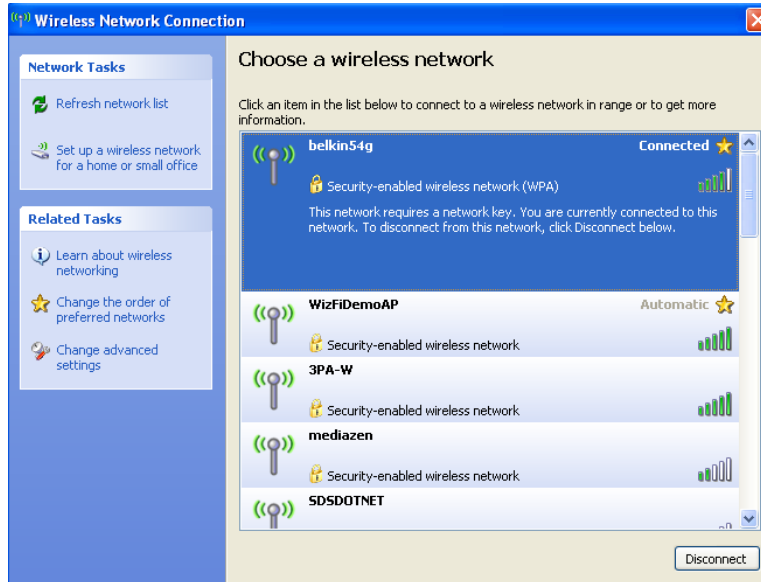 Wireless Network Connection
Network Tasks
Refresh network list
Set up a wireless network
for a home or small office
Related Tasks
Learn about wireless
networking
Change the order of
preferred networks
Change advanced
settings
Choose a wireless network
Click an item in the list below to connect to a wireless network in range or to get more
information.
belkin54g Connected
Security-enabled wireless network (WPA)
This network requires a network key. You are currently connected to this
network. To disconnect from this network, click Disconnect below.
WizFiDemoAP Automatic
Security-enabled wireless network
3PA-W
Security-enabled wireless network
mediazen
Security-enabled wireless network
SDSDOTNET
Disconnect